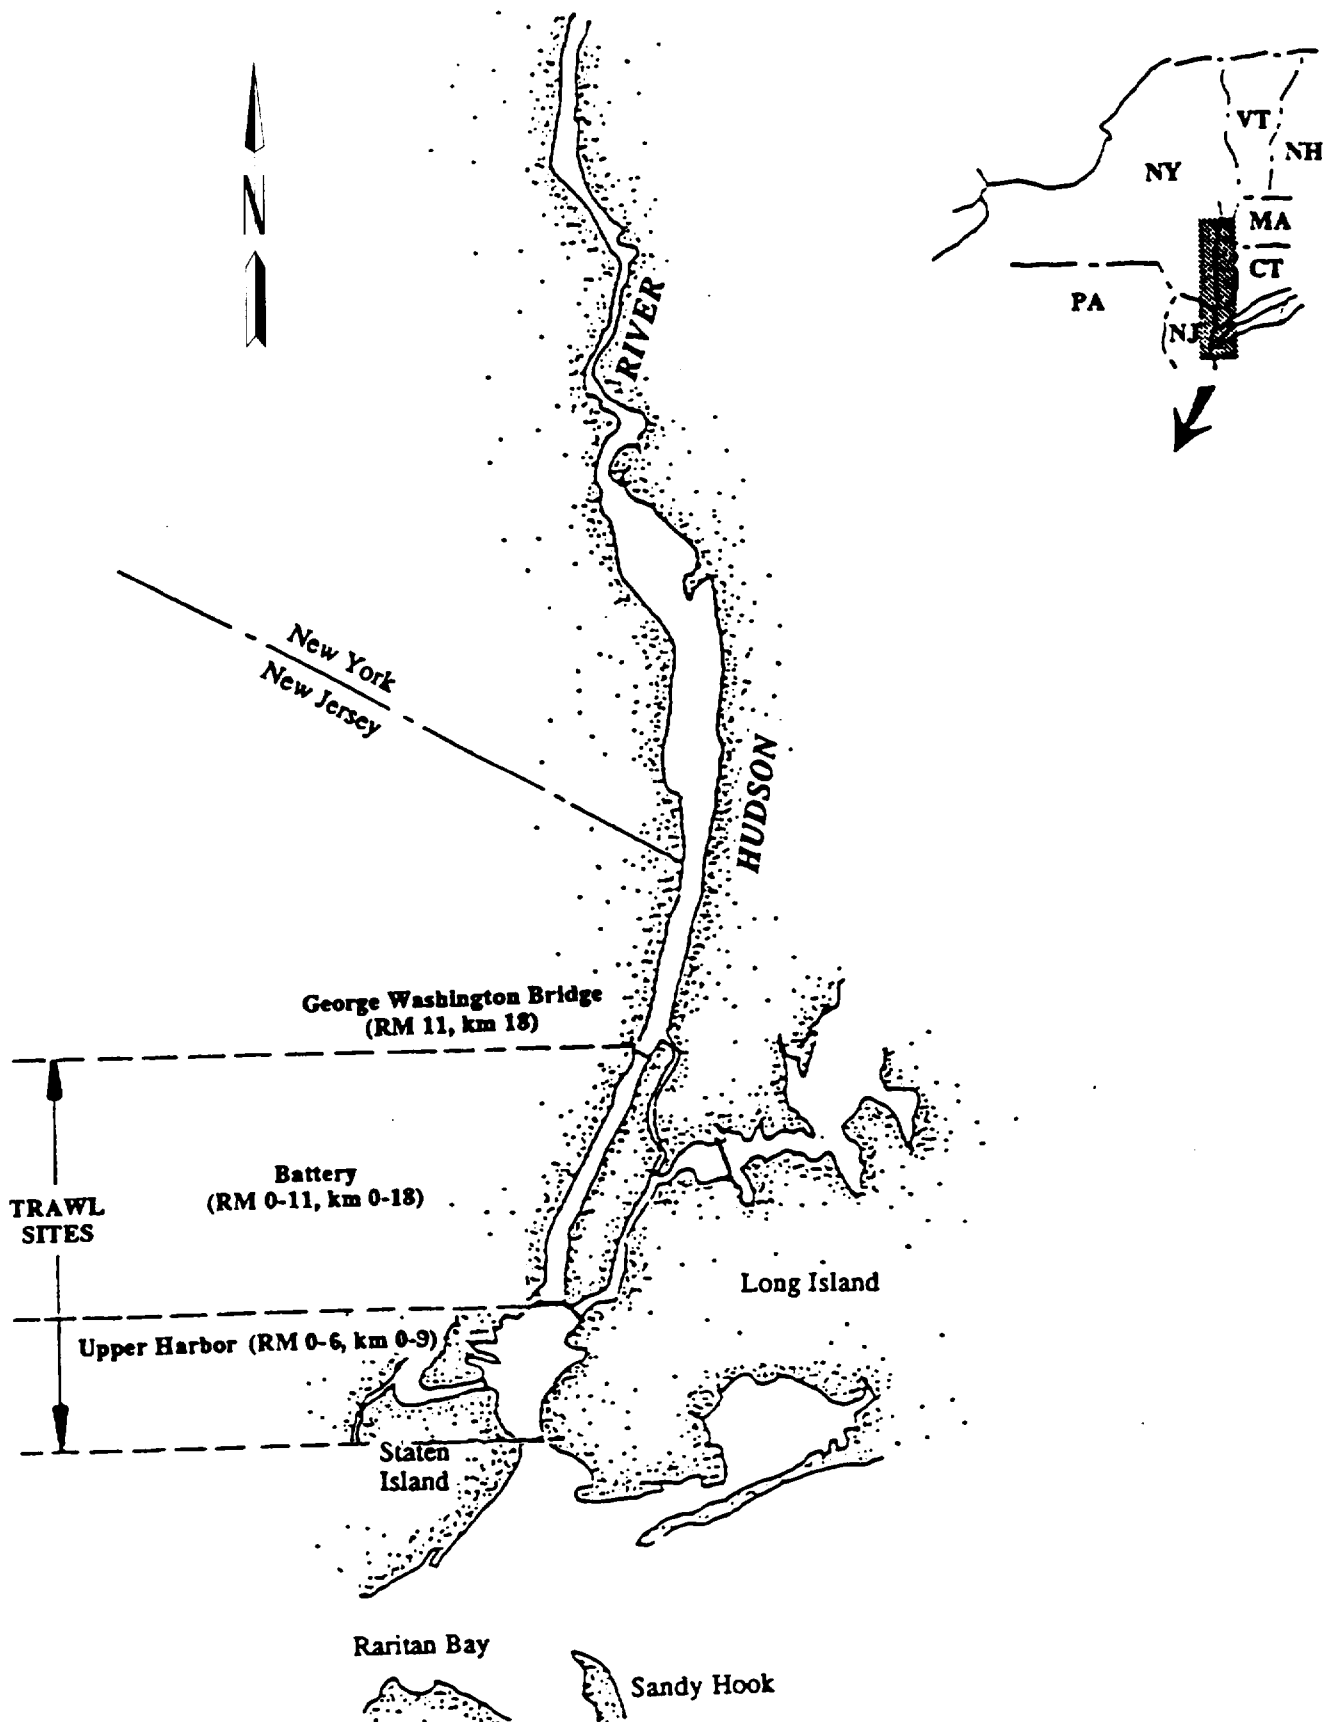 N
VT
NH
NY
MA
CT
PA
NJ
RIVER
New York
New Jersey
HUDSON
George Washington Bridge
(RM 11, km 18)
Battery
(RM 0-11, km 0-18)
TRAWL
SITES
Long Island
Upper Harbor (RM 0-6, km 0-9)
Staten
Island
Raritan Bay
Sandy Hook